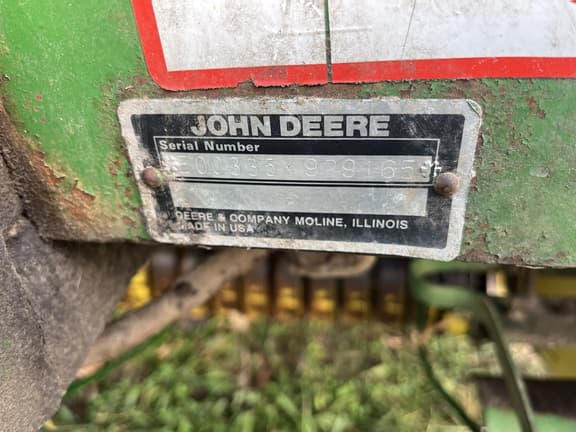 JOHN DEERE
Serial Number
DEERE & COMPANY MOLINE, ILLINOIS
MADE IN USA